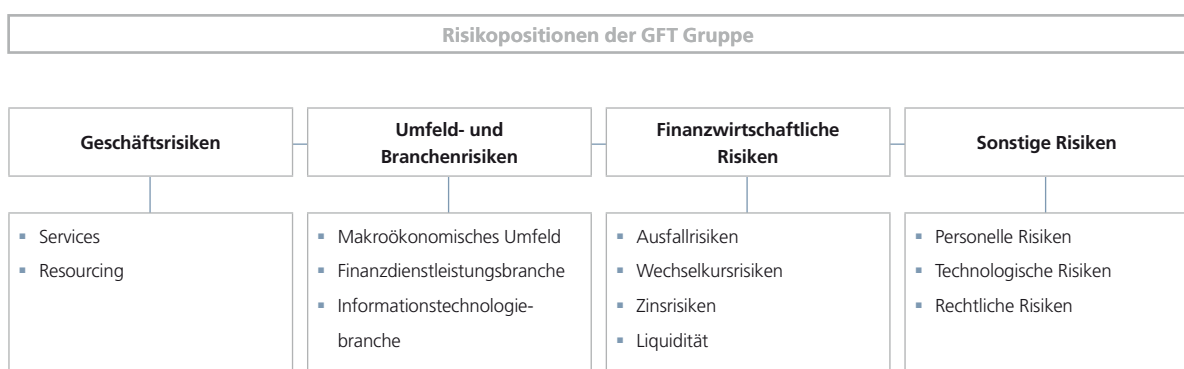 Risikopositionen der GFT Gruppe
Geschäftsrisiken
Umfeld- und
Branchenrisiken
Finanzwirtschaftliche
Risiken
Sonstige Risiken
Services
Resourcing
Makroökonomisches Umfeld
Finanzdienstleistungsbranche
Informationstechnologie-
branche
Ausfallrisiken
Wechselkursrisiken
Zinsrisiken
Liquidität
Personelle Risiken
Technologische Risiken
Rechtliche Risiken